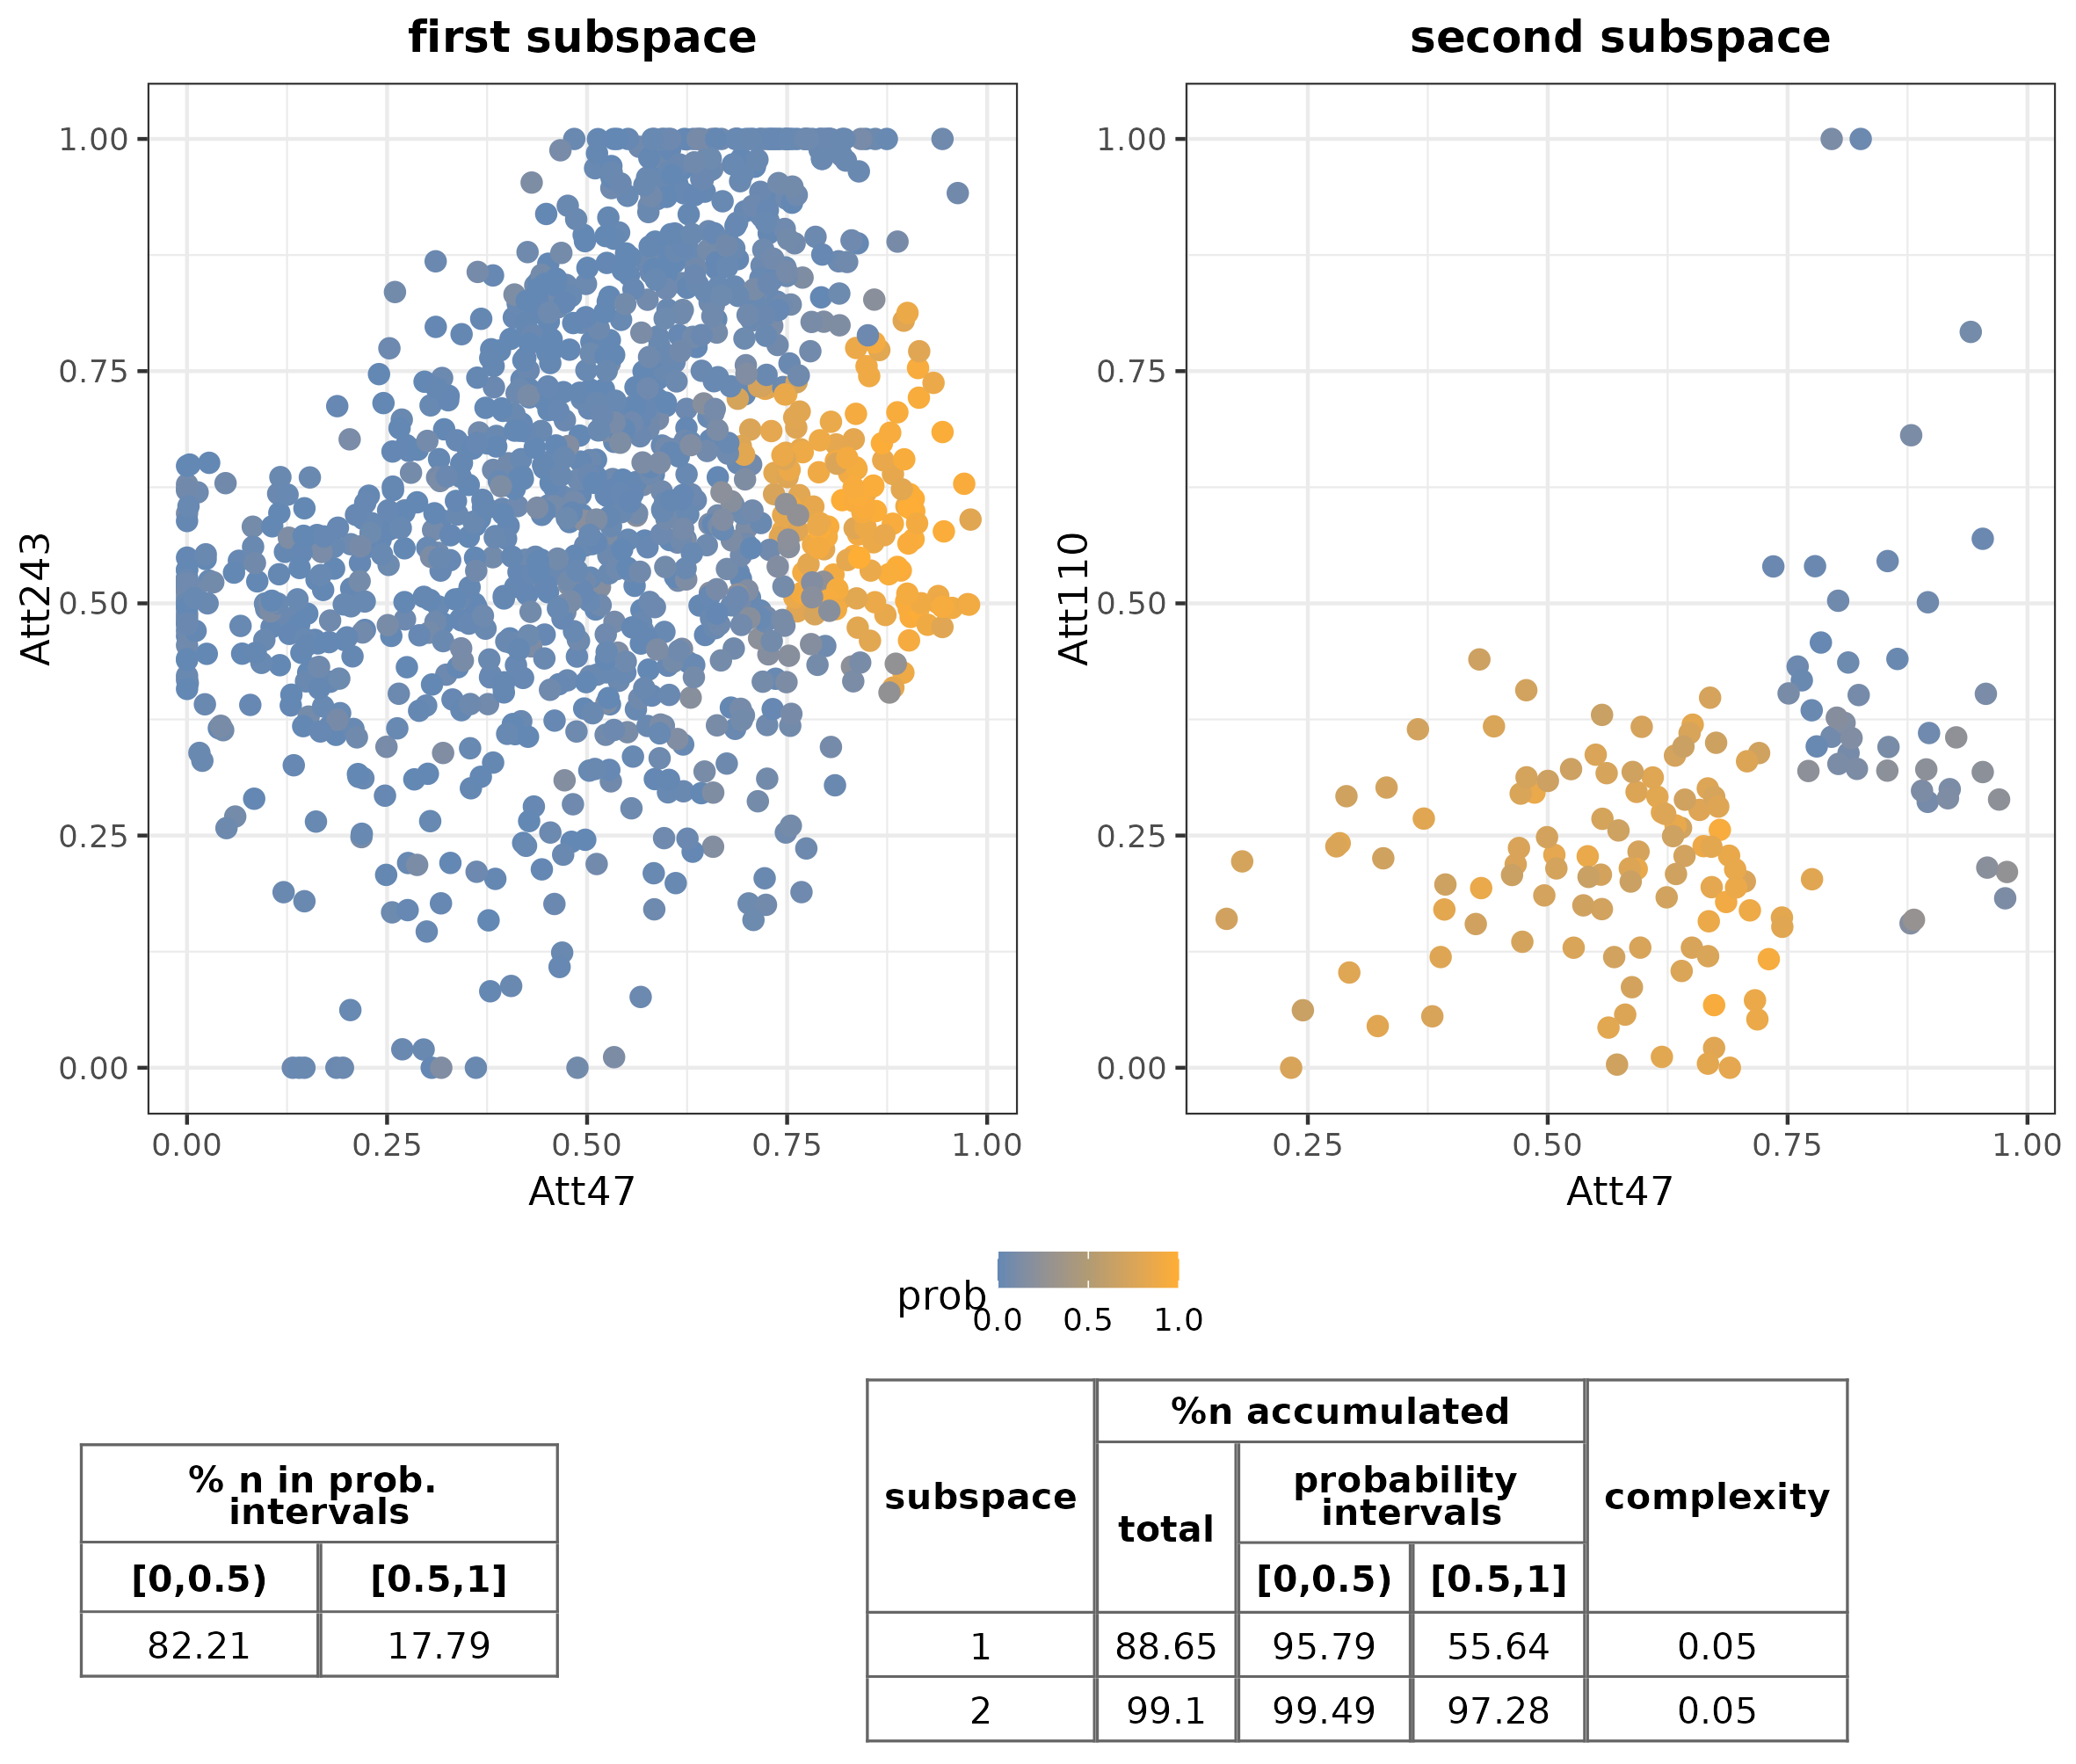 first subspace
second subspace
1.00
0.75
0.50
0.25
0.00
Att243
0.00 0.25 0.50 0.75 1.00
Att47
1.00
0.75
0.50
0.25
0.00
Att110
0.25 0.50 0.75 1.00
Att47
prob
0.0 0.5 1.0
% n in prob.
intervals
[0,0.5) [0.5,1]
82.21 17.79
subspace
%n accumulated
complexity
total
probability
intervals
[0,0.5) [0.5,1]
1 88.65 95.79 55.64 0.05
2 99.1 99.49 97.28 0.05